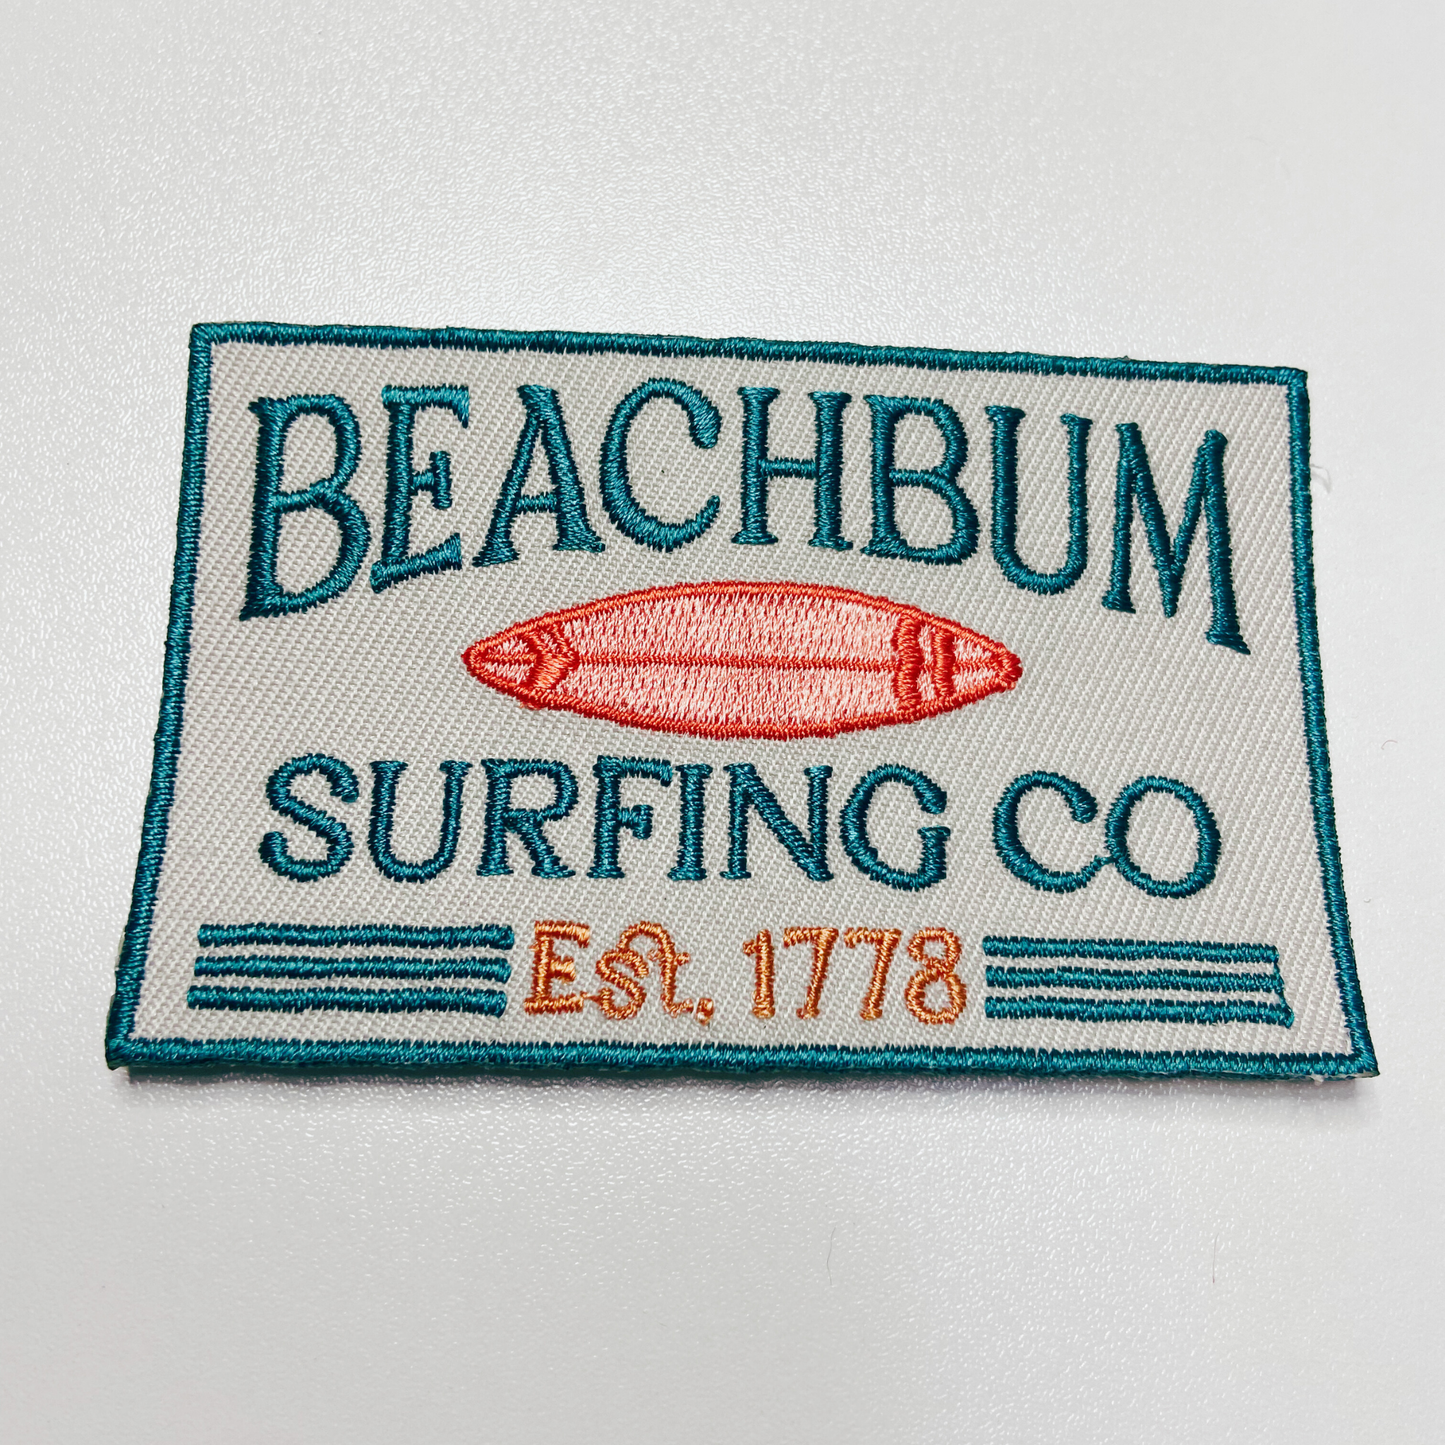 BEACHBUM
SURFING CO
Est. 1778